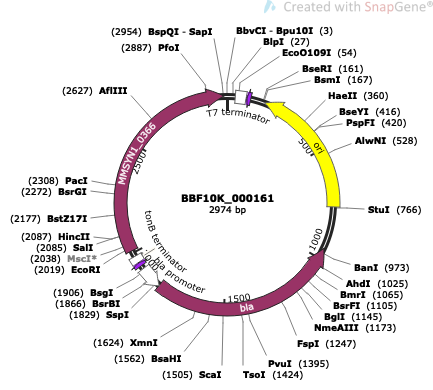 Created with SnapGene®
(2954) BspQI - SapI
BbvCI - Bpu10I (3)
(2887) PfoI
BlpI (27)
EcoO109I (54)
BseRI (161)
BsmI (167)
(2627) AflIII
HaeII (360)
BseYI (416)
PspFI (420)
AlwNI (528)
T7 terminator
ori
500
MMSYN1_0366
2500
(2308) PacI
(2272) BsrGI
BBF10K_000161
2974 bp
(2177) BstZ17I
StuI (766)
(2087) HincII
(2085) SalI
(2038) MscI*
(2019) EcoRI
tonB terminator
bla promoter
1000
BanI (973)
AhdI (1025)
BmrI (1065)
BsrFI (1105)
BglI (1145)
NmeAIII (1173)
(1906) BsgI
(1866) BsrBI
(1829) SspI
1500
bla
FspI (1247)
(1624) XmnI
(1562) BsaHI
PvuI (1395)
(1505) ScaI
TsoI (1424)